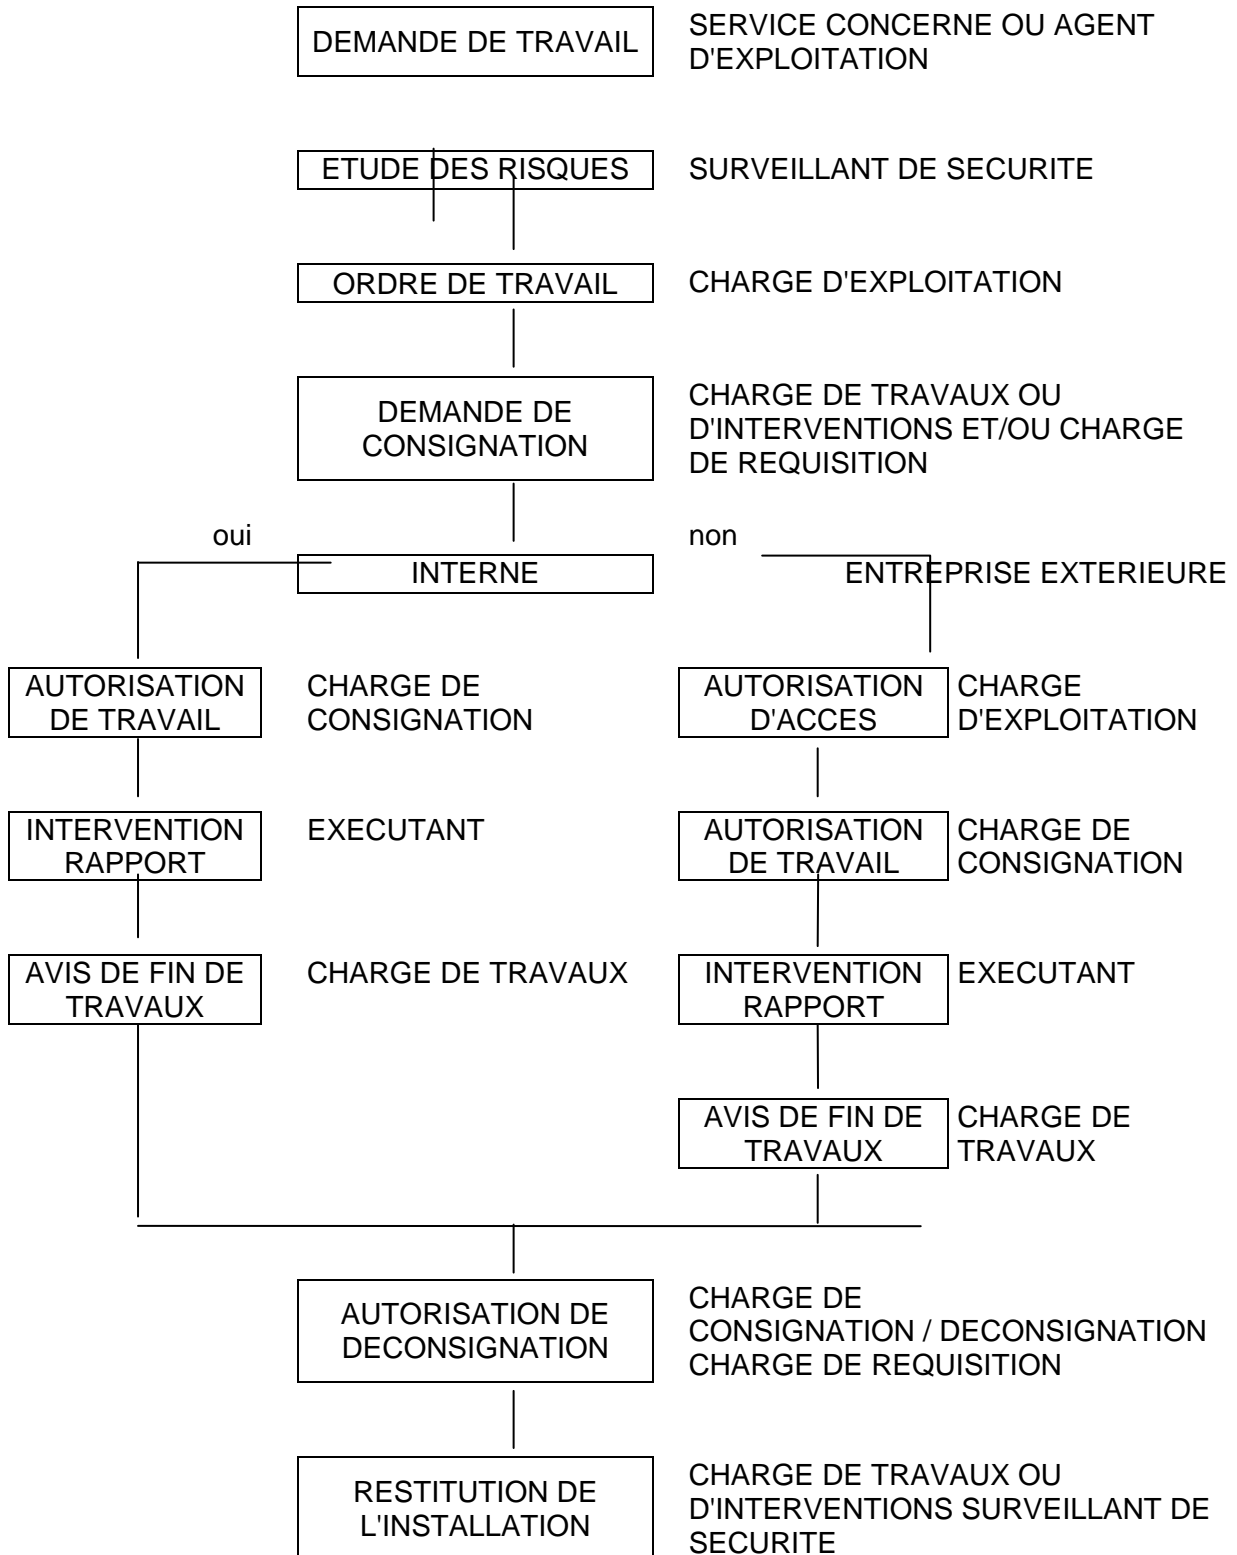 DEMANDE DE TRAVAIL
SERVICE CONCERNE OU AGENT
D'EXPLOITATION
ETUDE DES RISQUES
SURVEILLANT DE SECURITE
ORDRE DE TRAVAIL
CHARGE D'EXPLOITATION
DEMANDE DE
CONSIGNATION
CHARGE DE TRAVAUX OU
D'INTERVENTIONS ET/OU CHARGE
DE REQUISITION
oui
non
INTERNE
ENTREPRISE EXTERIEURE
AUTORISATION
DE TRAVAIL
CHARGE DE
CONSIGNATION
AUTORISATION
D'ACCES
CHARGE
D'EXPLOITATION
INTERVENTION
RAPPORT
EXECUTANT
AUTORISATION
DE TRAVAIL
CHARGE DE
CONSIGNATION
AVIS DE FIN DE
TRAVAUX
CHARGE DE TRAVAUX
INTERVENTION
RAPPORT
EXECUTANT
AVIS DE FIN DE
TRAVAUX
CHARGE DE
TRAVAUX
AUTORISATION DE
DECONSIGNATION
CHARGE DE
CONSIGNATION / DECONSIGNATION
CHARGE DE REQUISITION
RESTITUTION DE
L'INSTALLATION
CHARGE DE TRAVAUX OU
D'INTERVENTIONS SURVEILLANT DE
SECURITE